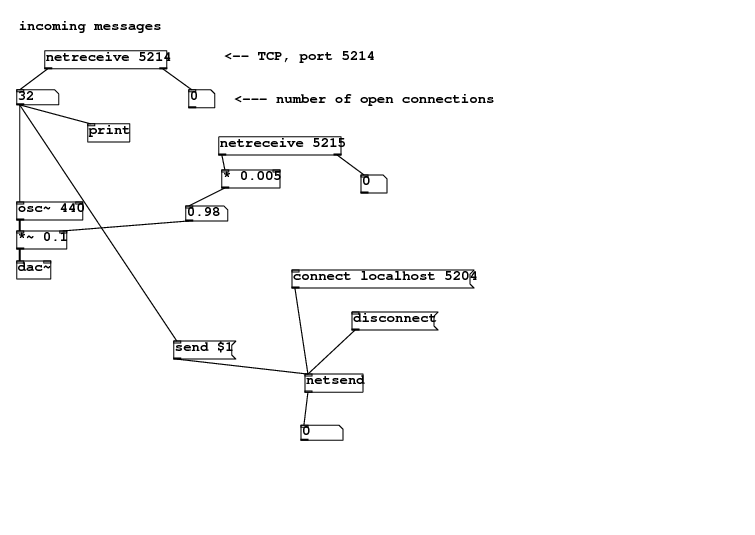 incoming messages
netreceive 5214
<-- TCP, port 5214
32
0
<--- number of open connections
print
netreceive 5215
* 0.005
0
osc~ 440
0.98
*~ 0.1
dac~
connect localhost 5204
disconnect
send $1
netsend
0